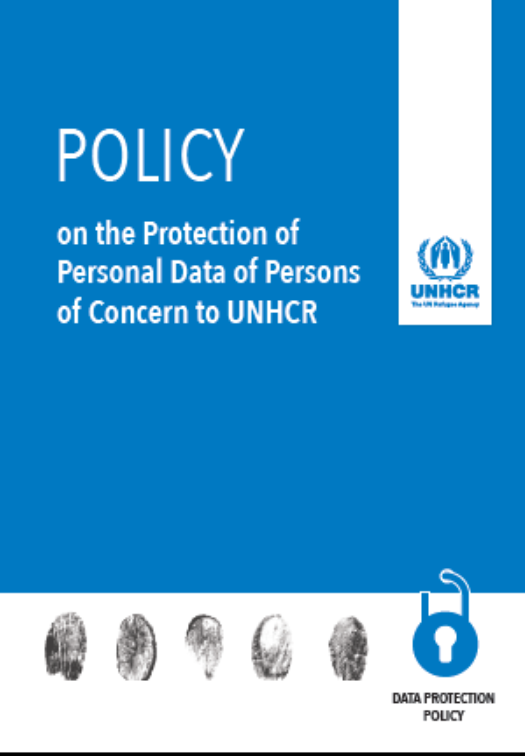 POLICY
on the Protection of
Personal Data of Persons
of Concern to UNHCR
UNHCR
The UN Refugee Agency
DATA PROTECTION
POLICY